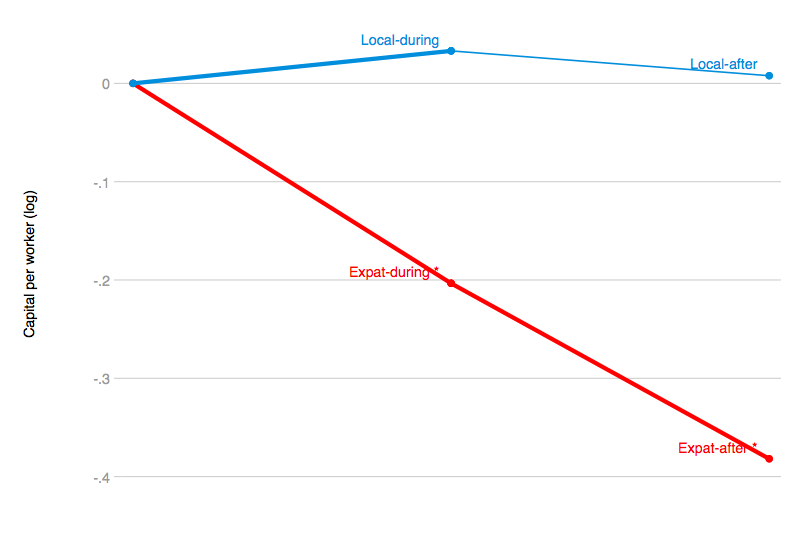 Local-during
Local-after
0
-.1
Expat-during *
-.2
-.3
Expat-after *
-.4
Capital per worker (log)